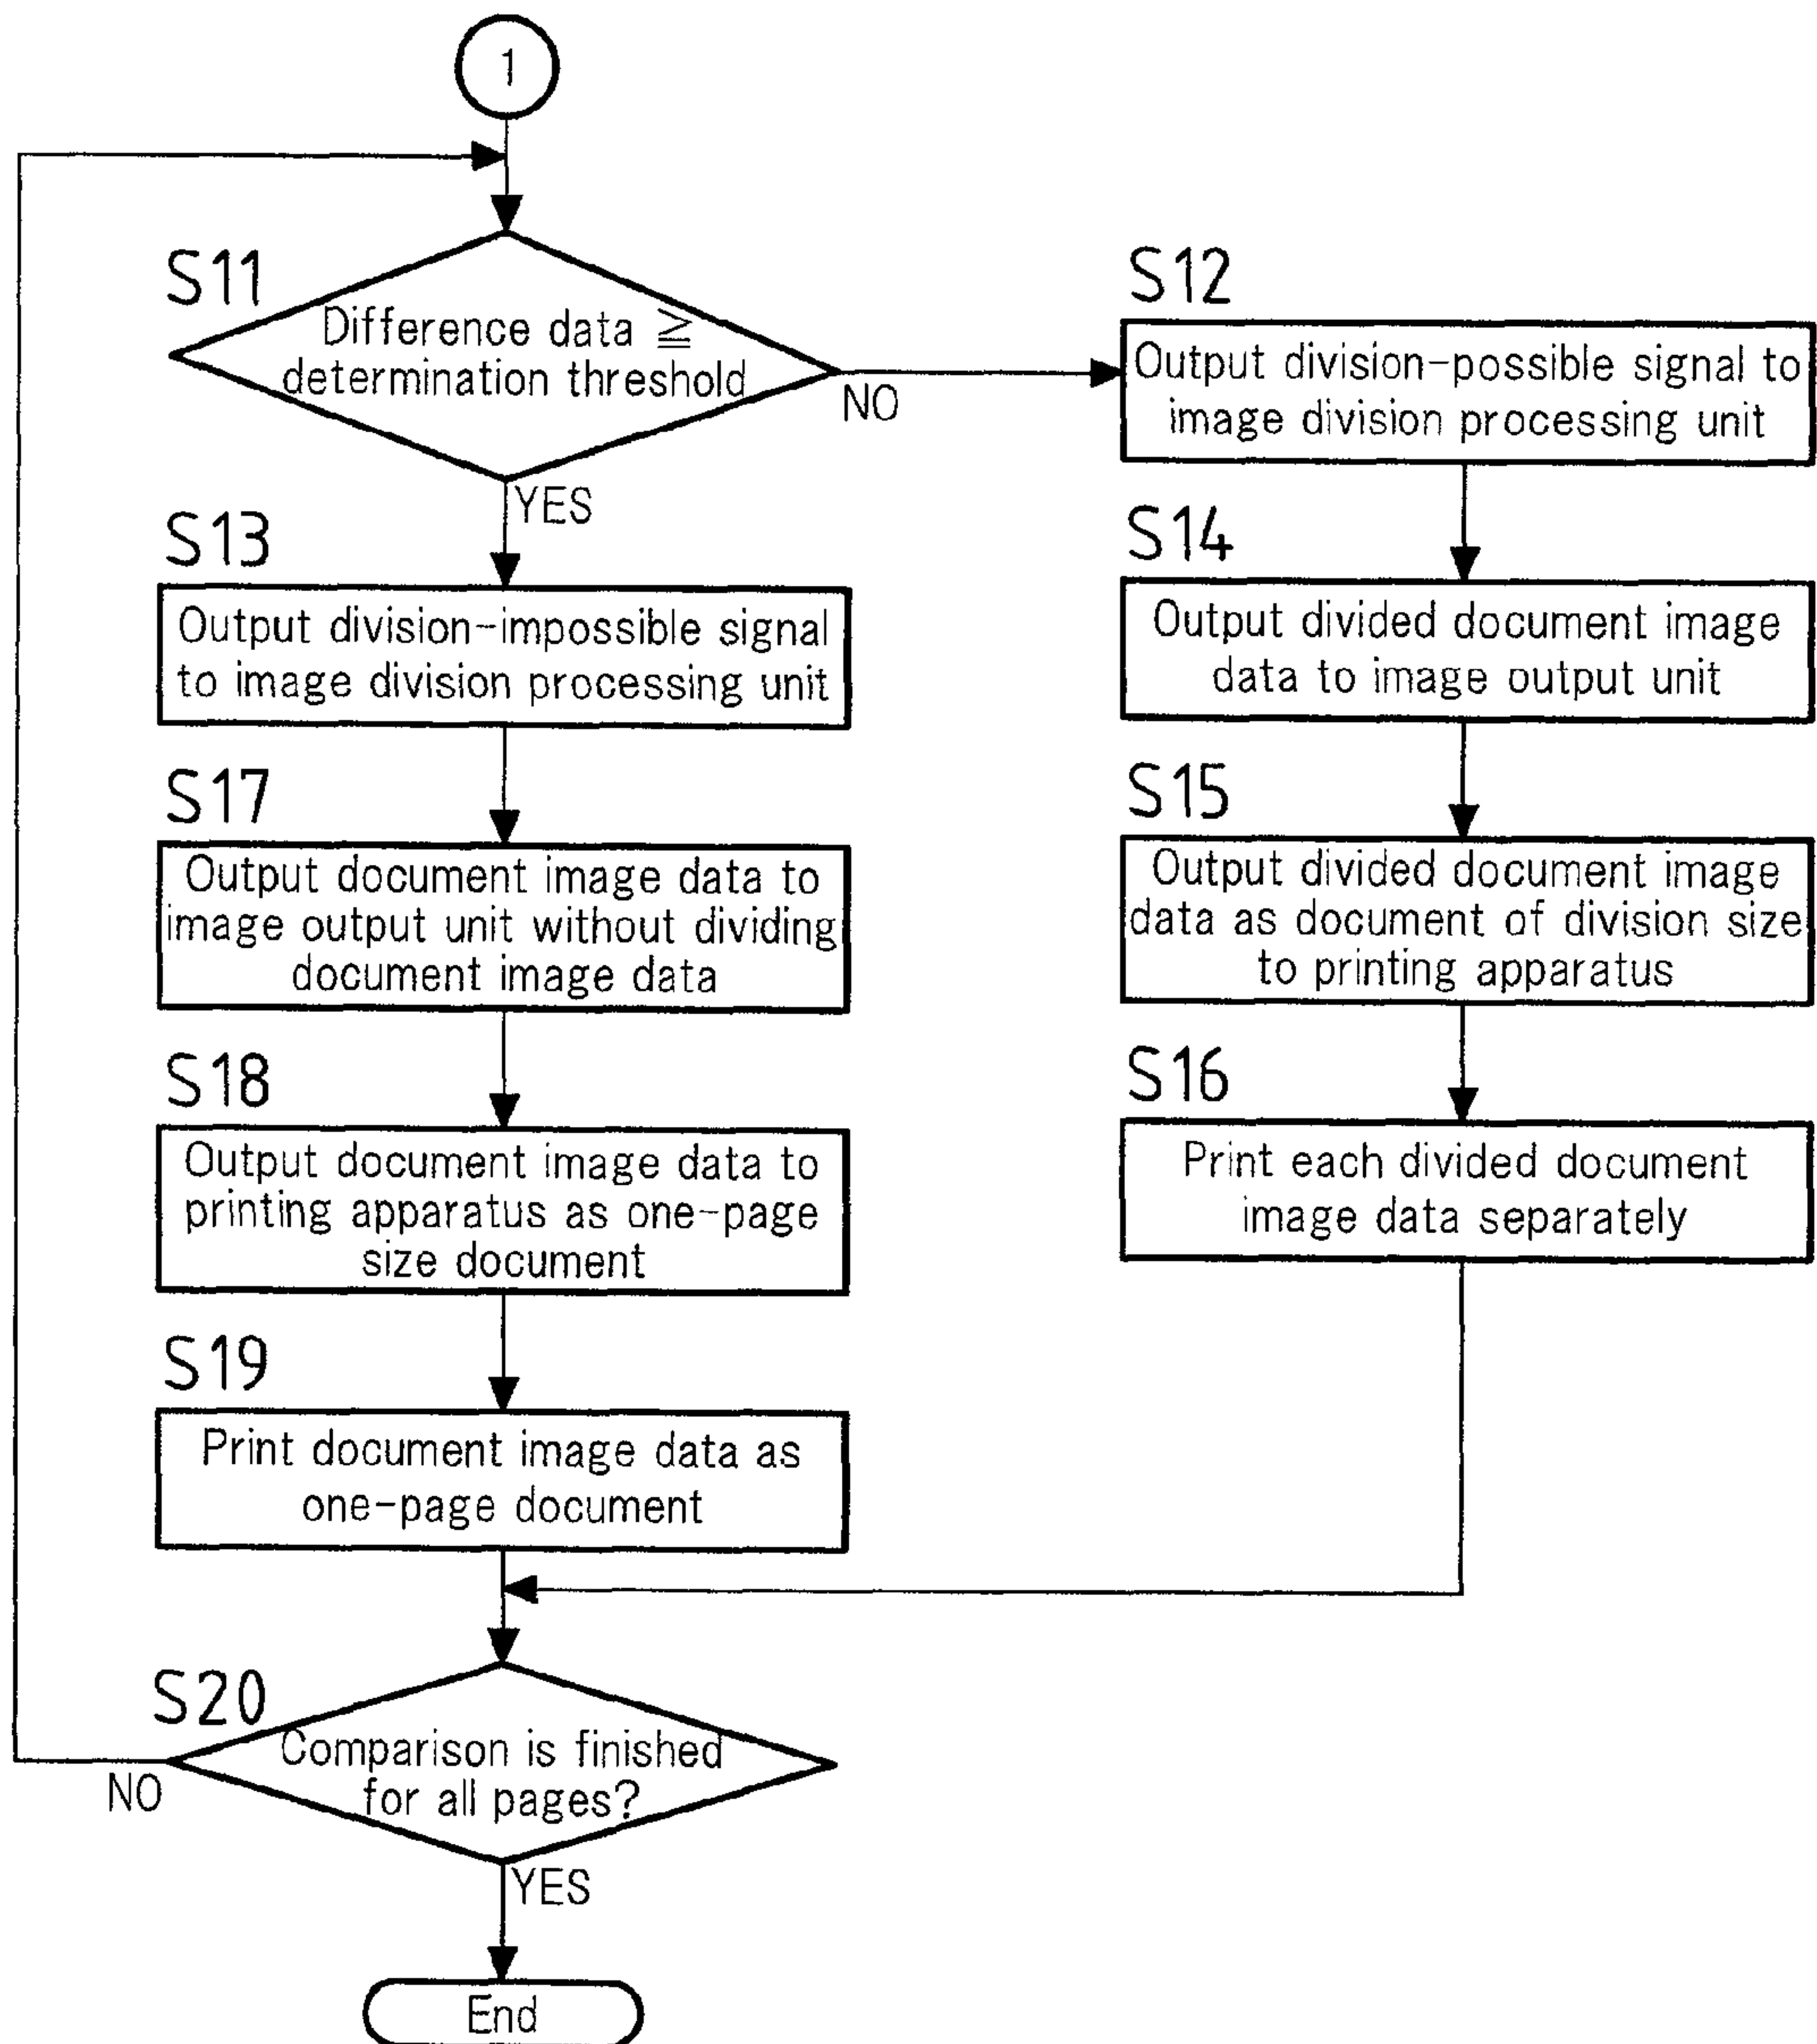 1
S11
Difference data ≧
determination threshold
NO
YES
S12
Output division-possible signal to
image division processing unit
S13
Output division-impossible signal
to image division processing unit
S14
Output divided document image
data to image output unit
S17
Output document image data to
image output unit without dividing
document image data
S15
Output divided document image
data as document of division size
to printing apparatus
S18
Output document image data to
printing apparatus as one-page
size document
S16
Print each divided document
image data separately
S19
Print document image data as
one-page document
S20
Comparison is finished
for all pages?
NO
YES
End